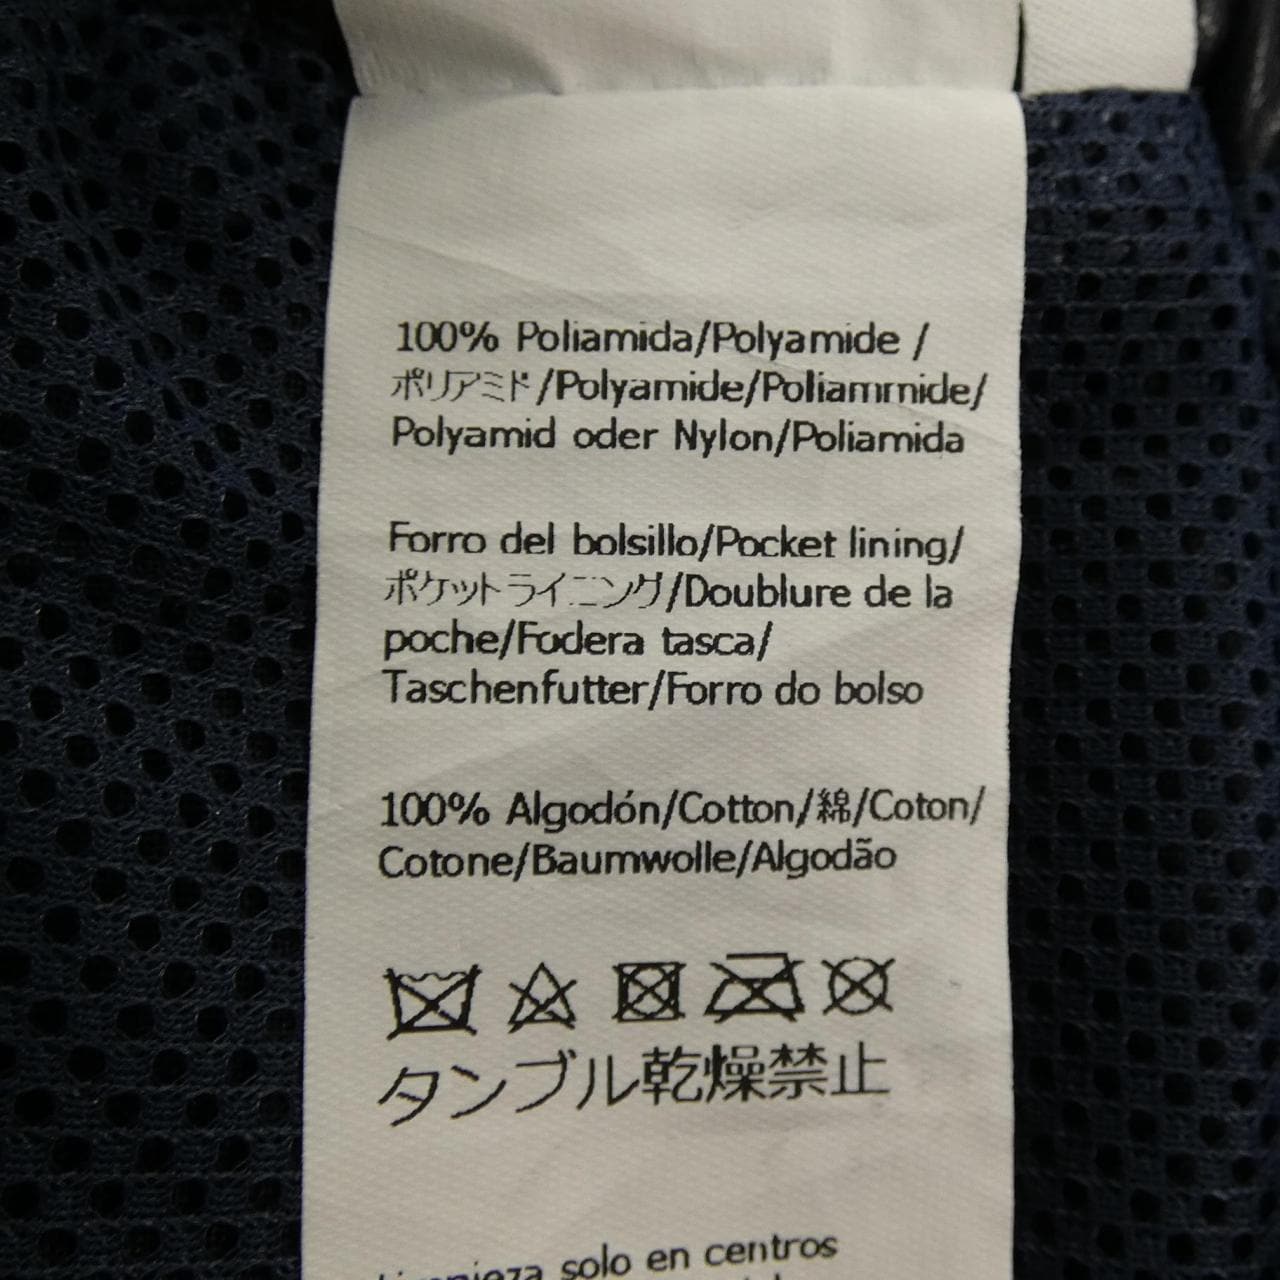 100% Poliamida/Polyamide /
ポリアミド/Polyamide/Poliammide/
Polyamid oder Nylon/Poliamida
Forro del bolsillo/Pocket lining/
ポケットライニング/Doublure de la
poche/Fodera tasca/
Taschenfutter/Forro do bolso
100% Algodón/Cotton/綿/Coton/
Cotone/Baumwolle/Algodão
タンブル乾燥禁止
Limpieza solo en centros